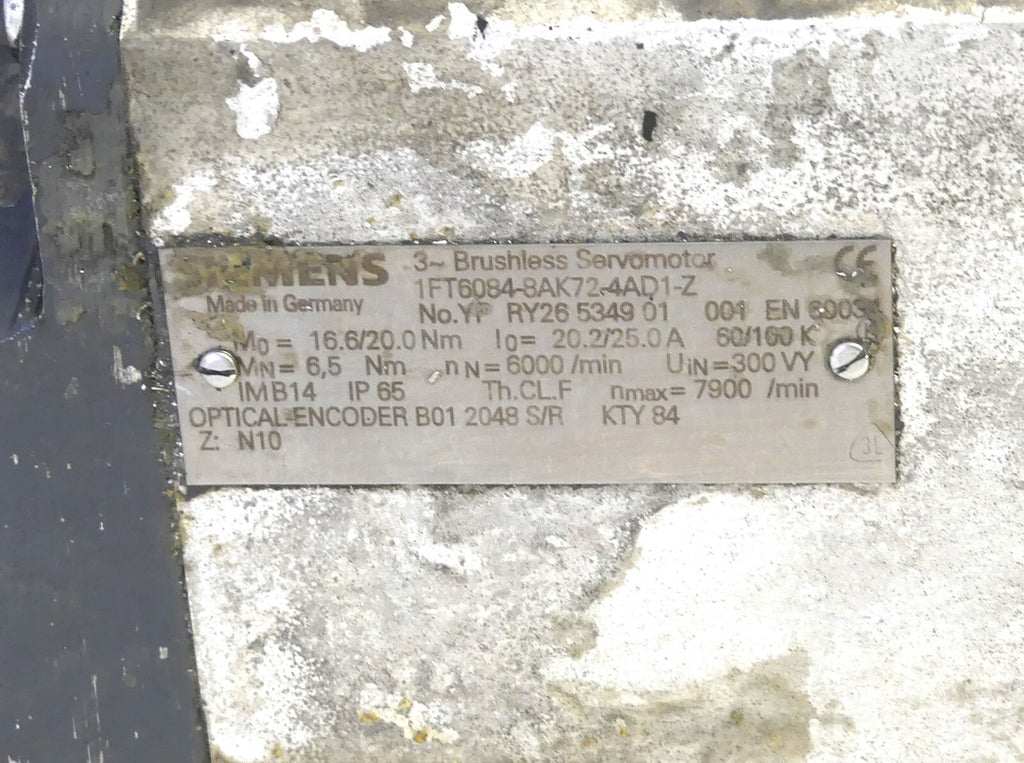 SIEMENS 3~ Brushless Servomotor CE
1FT6084-8AK72-4AD1-Z
Made in Germany No.YF RY26 5349 01 001 EN
M0 = 16.6/20.0 Nm I0= 20.2/25.0 A 60/100 K
MN= 6,5 Nm nN = 6000 /min UiN=300 VY
IMB14 IP 65 Th.CL.F nmax= 7900 /min
OPTICAL-ENCODER B01 2048 S/R KTY 84
Z: N10